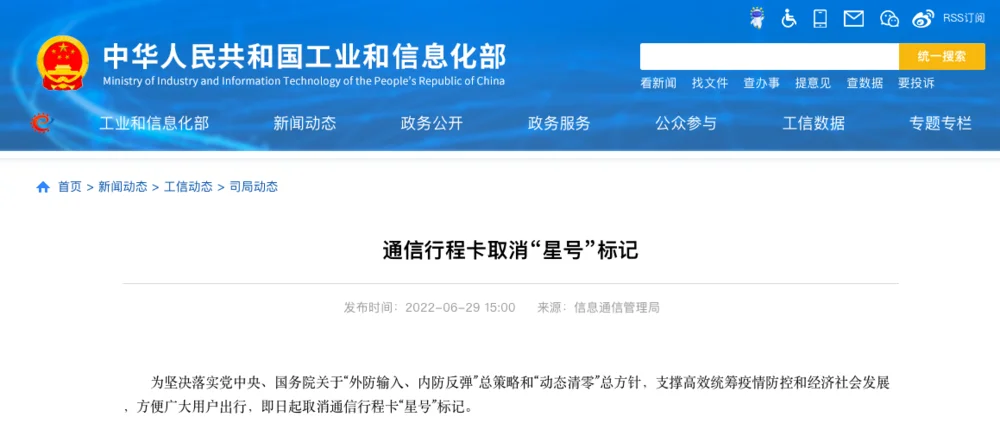 RSS订阅
中华人民共和国工业和信息化部
Ministry of Industry and Information Technology of the People's Republic of China
统一搜索
看新闻 找文件 查办事 提意见 查数据 要投诉
工业和信息化部 新闻动态 政务公开 政务服务 公众参与 工信数据 专题专栏
首页 > 新闻动态 > 工信动态 > 司局动态
通信行程卡取消“星号”标记
发布时间：2022-06-29 15:00 来源：信息通信管理局
为坚决落实党中央、国务院关于“外防输入、内防反弹”总策略和“动态清零”总方针，支撑高效统筹疫情防控和经济社会发展
，方便广大用户出行，即日起取消通信行程卡“星号”标记。